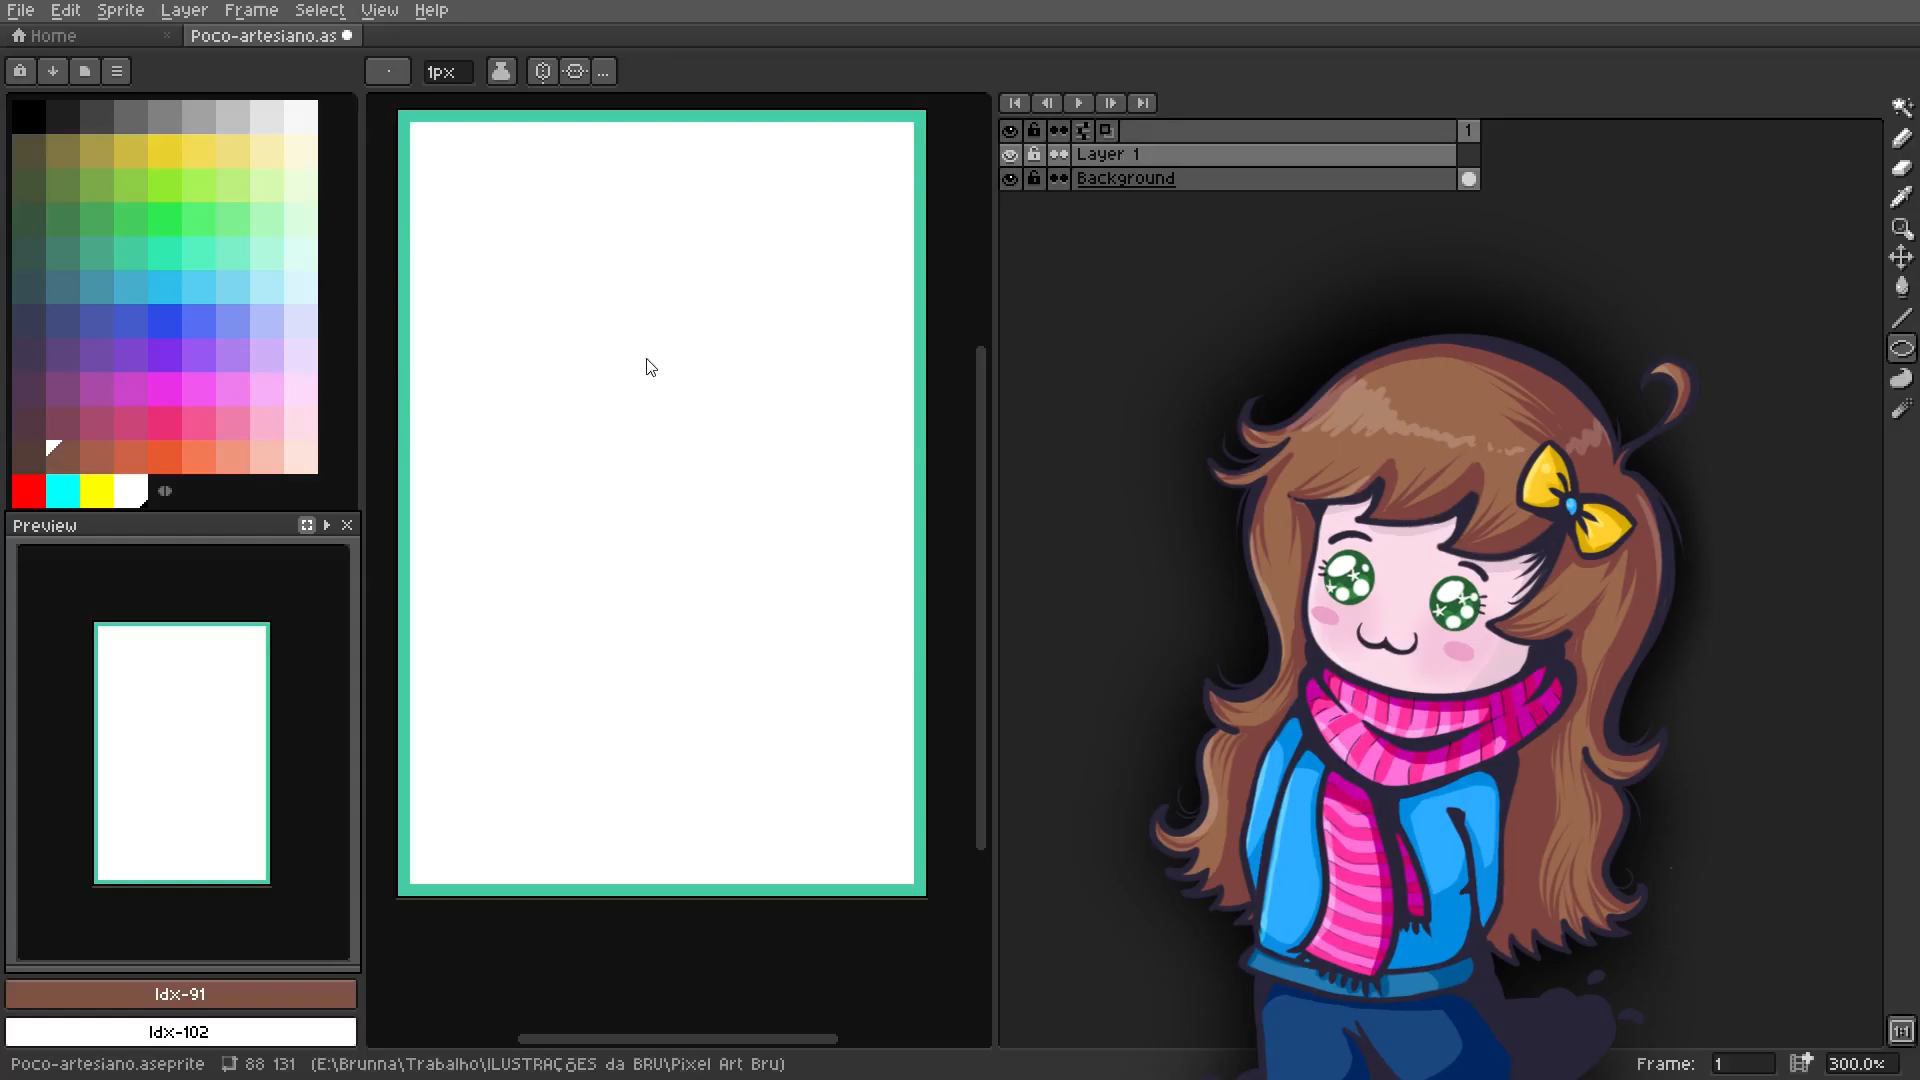 File Edit Sprite Layer Frame Select View Help
Home
Poco-artesiano.as
1px
1
Layer 1
Background
Preview
Idx-91
Idx-102
1:1
Poco-artesiano.aseprite 88 131 (E:\Brunna\Trabalho\ILUSTRAÇÕES da BRU\Pixel Art Bru)
Frame: 1 300.0%